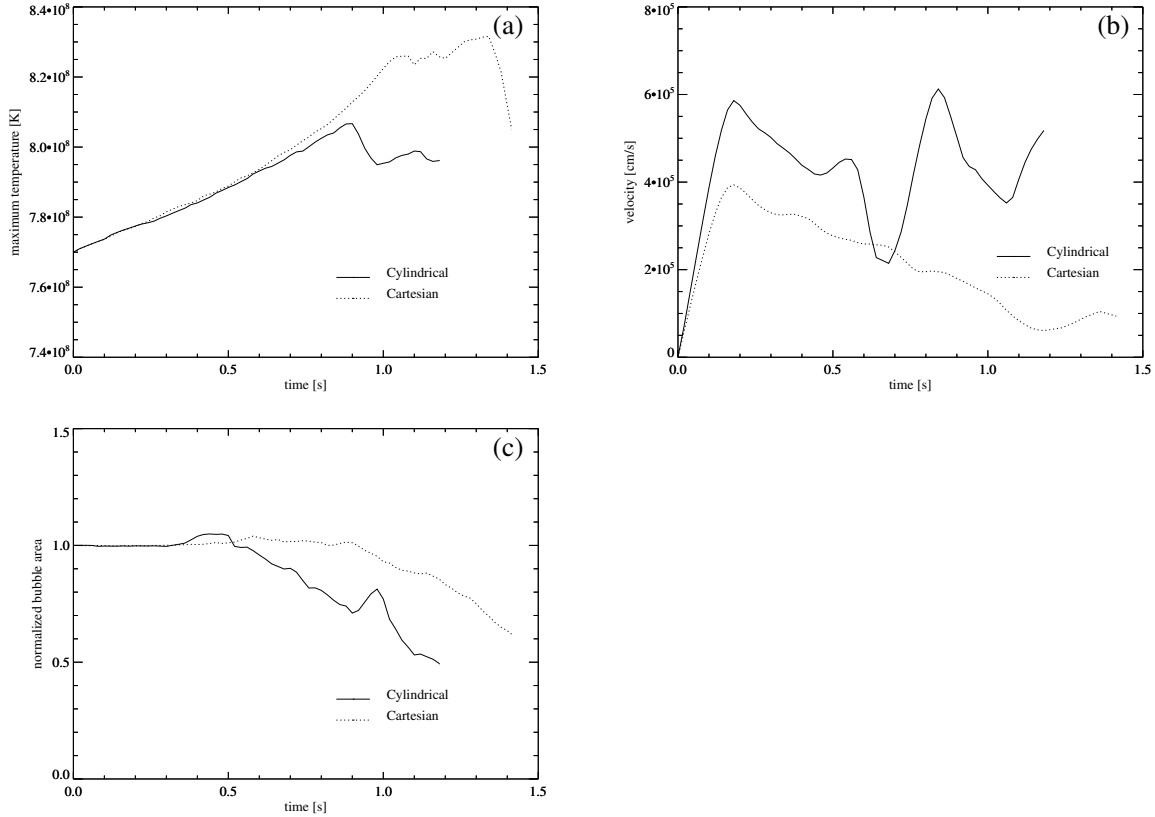 (a)
8.4•10⁸
8.2•10⁸
8.0•10⁸
7.8•10⁸
7.6•10⁸
7.4•10⁸
maximum temperature [K]
Cylindrical
Cartesian
0.0 0.5 1.0 1.5
time [s]
(b)
8•10⁵
6•10⁵
4•10⁵
2•10⁵
0
velocity [cm/s]
Cylindrical
Cartesian
0.0 0.5 1.0 1.5
time [s]
(c)
1.5
1.0
0.5
0.0
normalized bubble area
Cylindrical
Cartesian
0.0 0.5 1.0 1.5
time [s]